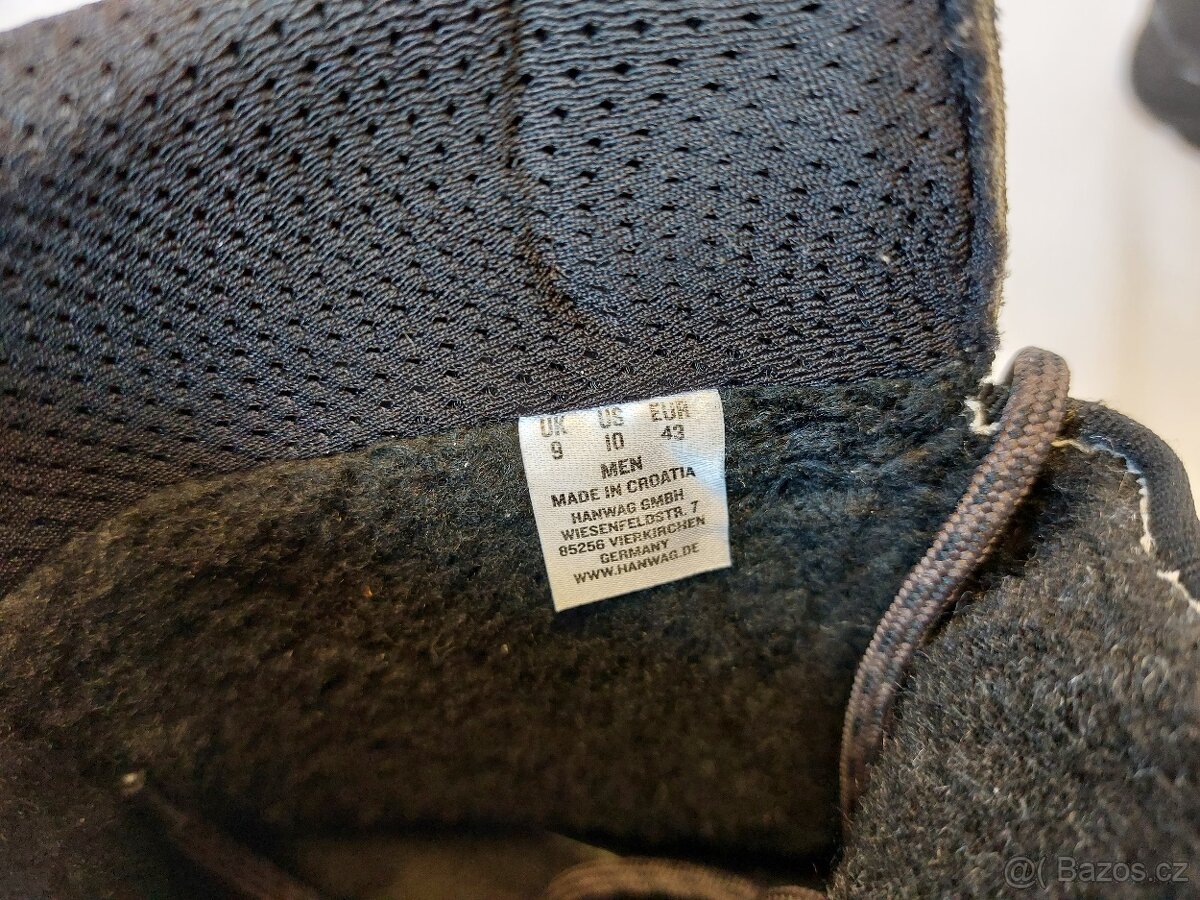 UK US EUR
9 10 43
MEN
MADE IN CROATIA
HANWAG GMBH
WIESENFELDSTR. 7
85256 VIERKIRCHEN
GERMANY
WWW.HANWAG.DE
@( Bazos.cz